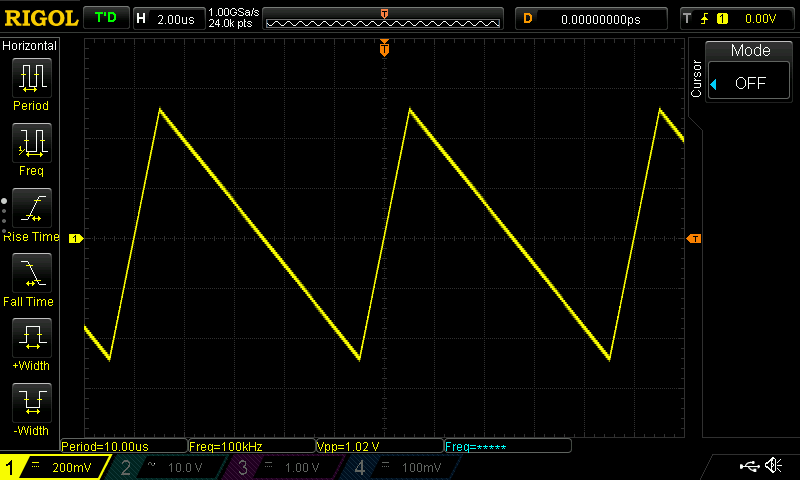 RIGOL T'D H 2.00us 1.00GSa/s
24.0k pts
T
D 0.00000000ps T 1 0.00V
Horizontal
Period
Freq
Rise Time
Fall Time
+Width
-Width
T
1
T
Cursor
Mode
OFF
Period=10.00us Freq=100kHz Vpp=1.02 V Freq=*****
1 = 200mV 2 ~ 10.0 V 3 = 1.00 V 4 = 100mV